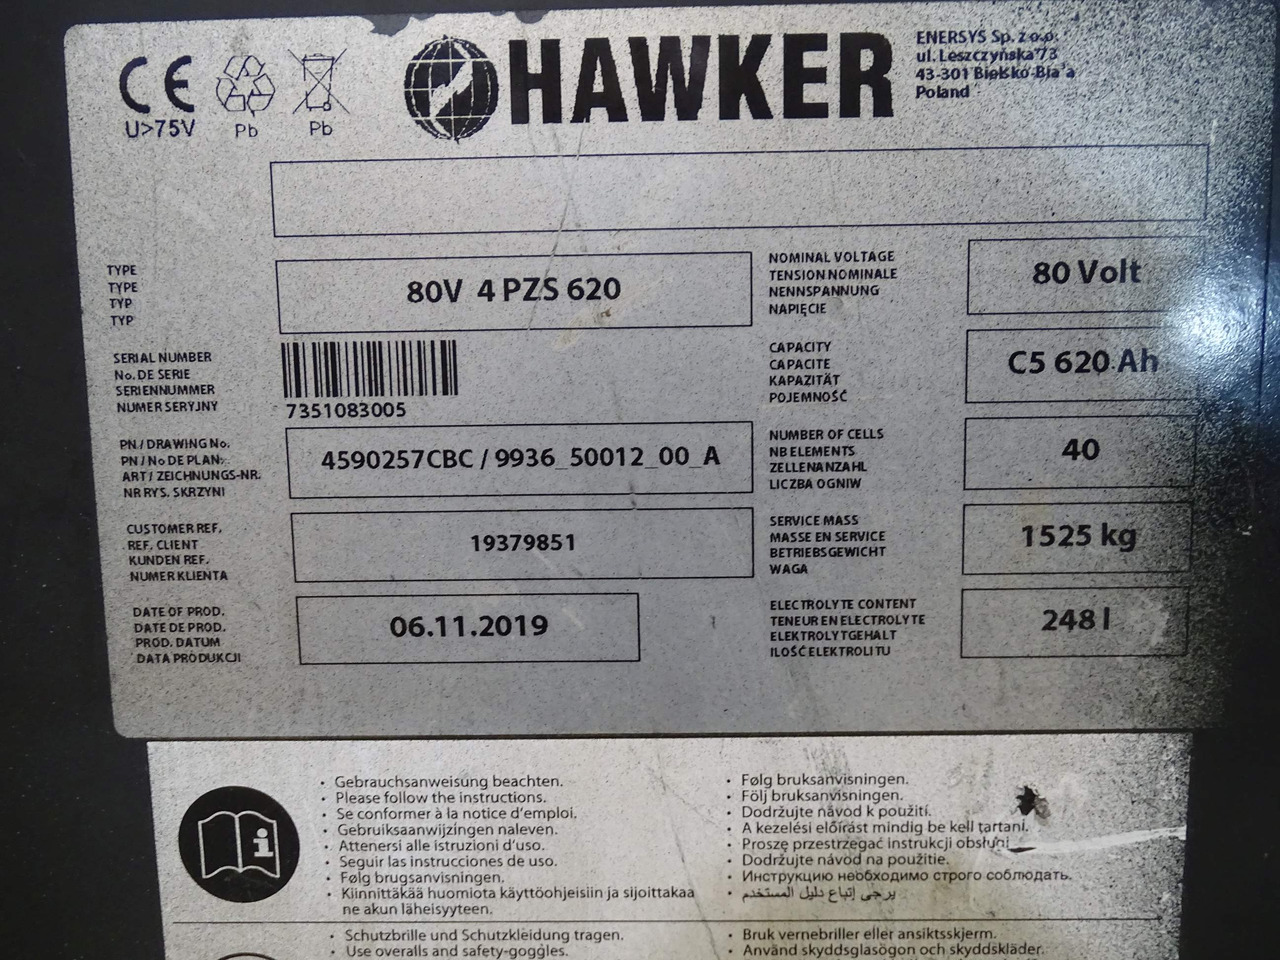 CE
U>75V
Pb
Pb
HAWKER
ENERSYS Sp. z o.o.
ul. Leszczyńska 73
43-301 Bielsko-Biała
Poland
TYPE
TYPE
TYP
TYP
80V 4 PZS 620
NOMINAL VOLTAGE
TENSION NOMINALE
NENNSPANNUNG
NAPIĘCIE
80 Volt
SERIAL NUMBER
No. DE SERIE
SERIENNUMMER
NUMER SERYJNY
7351083005
CAPACITY
CAPACITE
KAPAZITÄT
POJEMNOŚĆ
C5 620 Ah
PN / DRAWING No.
PN / No DE PLAN:
ART / ZEICHNUNGS-NR.
NR RYS. SKRZYNI
4590257CBC / 9936_50012_00_A
NUMBER OF CELLS
NB ELEMENTS
ZELLENANZAHL
LICZBA OGNIW
40
CUSTOMER REF.
REF. CLIENT
KUNDEN REF.
NUMER KLIENTA
19379851
SERVICE MASS
MASSE EN SERVICE
BETRIEBSGEWICHT
WAGA
1525 kg
DATE OF PROD.
DATE DE PROD.
PROD. DATUM
DATA PRODUKCJI
06.11.2019
ELECTROLYTE CONTENT
TENEUR EN ELECTROLYTE
ELEKTROLYTGEHALT
ILOŚĆ ELEKTROLITU
248 l
• Gebrauchsanweisung beachten.
• Please follow the instructions.
• Se conformer à la notice d'emploi.
• Gebruiksaanwijzingen naleven.
• Attenersi alle istruzioni d'uso.
• Seguir las instrucciones de uso.
• Følg brugsanvisningen.
• Kiinnittäkää huomiota käyttöohjeisiin ja sijoittakaa
ne akun läheisyyteen.
• Følg bruksanvisningen.
• Följ bruksanvisningen.
• Dodržujte návod k použití.
• A kezelési előírást mindig be kell tartani.
• Proszę przestrzegać instrukcji obsługi
• Dodržujte návod na použitie.
• Инструкцию необходимо строго соблюдать.
• يرجى إتباع دليل المستخدم
• Schutzbrille und Schutzkleidung tragen.
• Use overalls and safety-goggles.
• Bruk vernebriller eller ansiktsskjerm.
• Använd skyddsglasögon och skyddskläder.